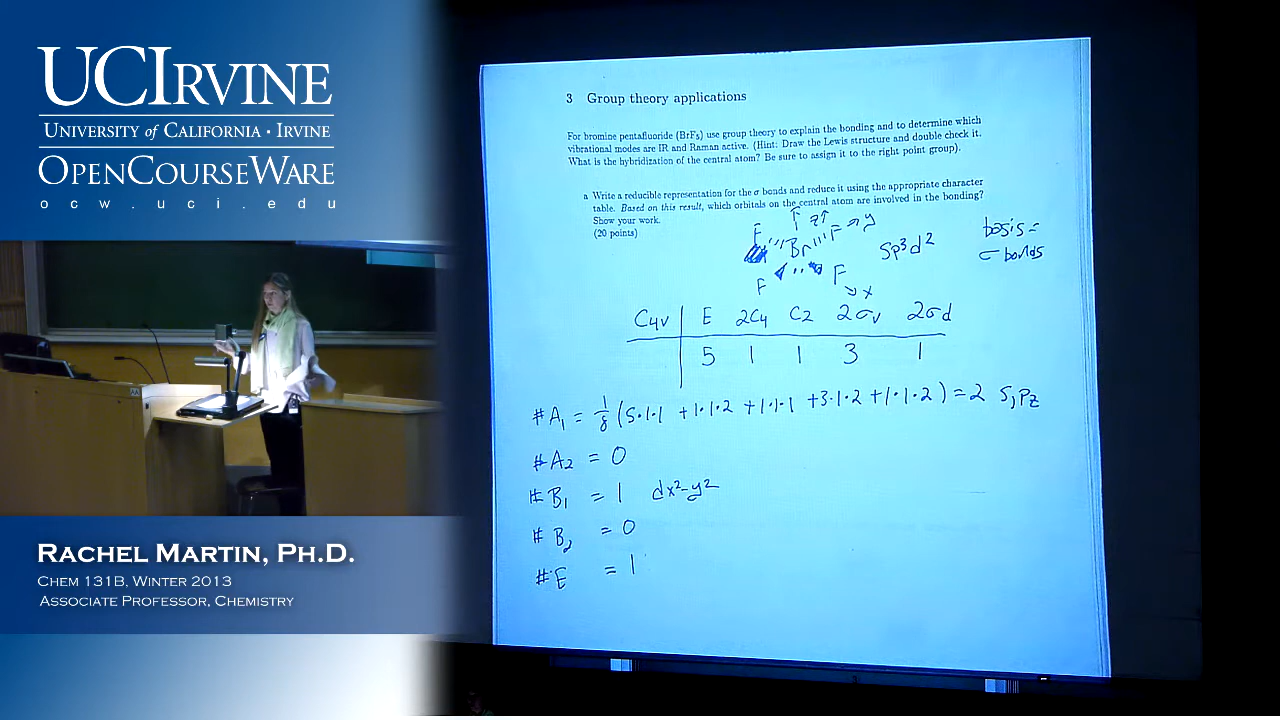 UCIRVINE
UNIVERSITY of CALIFORNIA · IRVINE
OPENCOURSEWARE
ocw.uci.edu
RACHEL MARTIN, PH.D.
CHEM 131B, WINTER 2013
ASSOCIATE PROFESSOR, CHEMISTRY
3 Group theory applications
For bromine pentafluoride (BrF₅) use group theory to explain the bonding and to determine which
vibrational modes are IR and Raman active. (Hint: Draw the Lewis structure and double check it.
What is the hybridization of the central atom? Be sure to assign it to the right point group).
a Write a reducible representation for the σ bonds and reduce it using the appropriate character
table. Based on this result, which orbitals on the central atom are involved in the bonding?
Show your work.
(20 points)
F z↑ F → y
Br sp³d²
F F x
basis =
σ bonds
C₄ᵥ E 2C₄ C₂ 2σᵥ 2σd
5 1 1 3 1
#A₁ = 1/8 (5·1·1 + 1·1·2 + 1·1·1 + 3·1·2 + 1·1·2) = 2 S, Pz
#A₂ = 0
#B₁ = 1 dx²-y²
#B₂ = 0
#E = 1